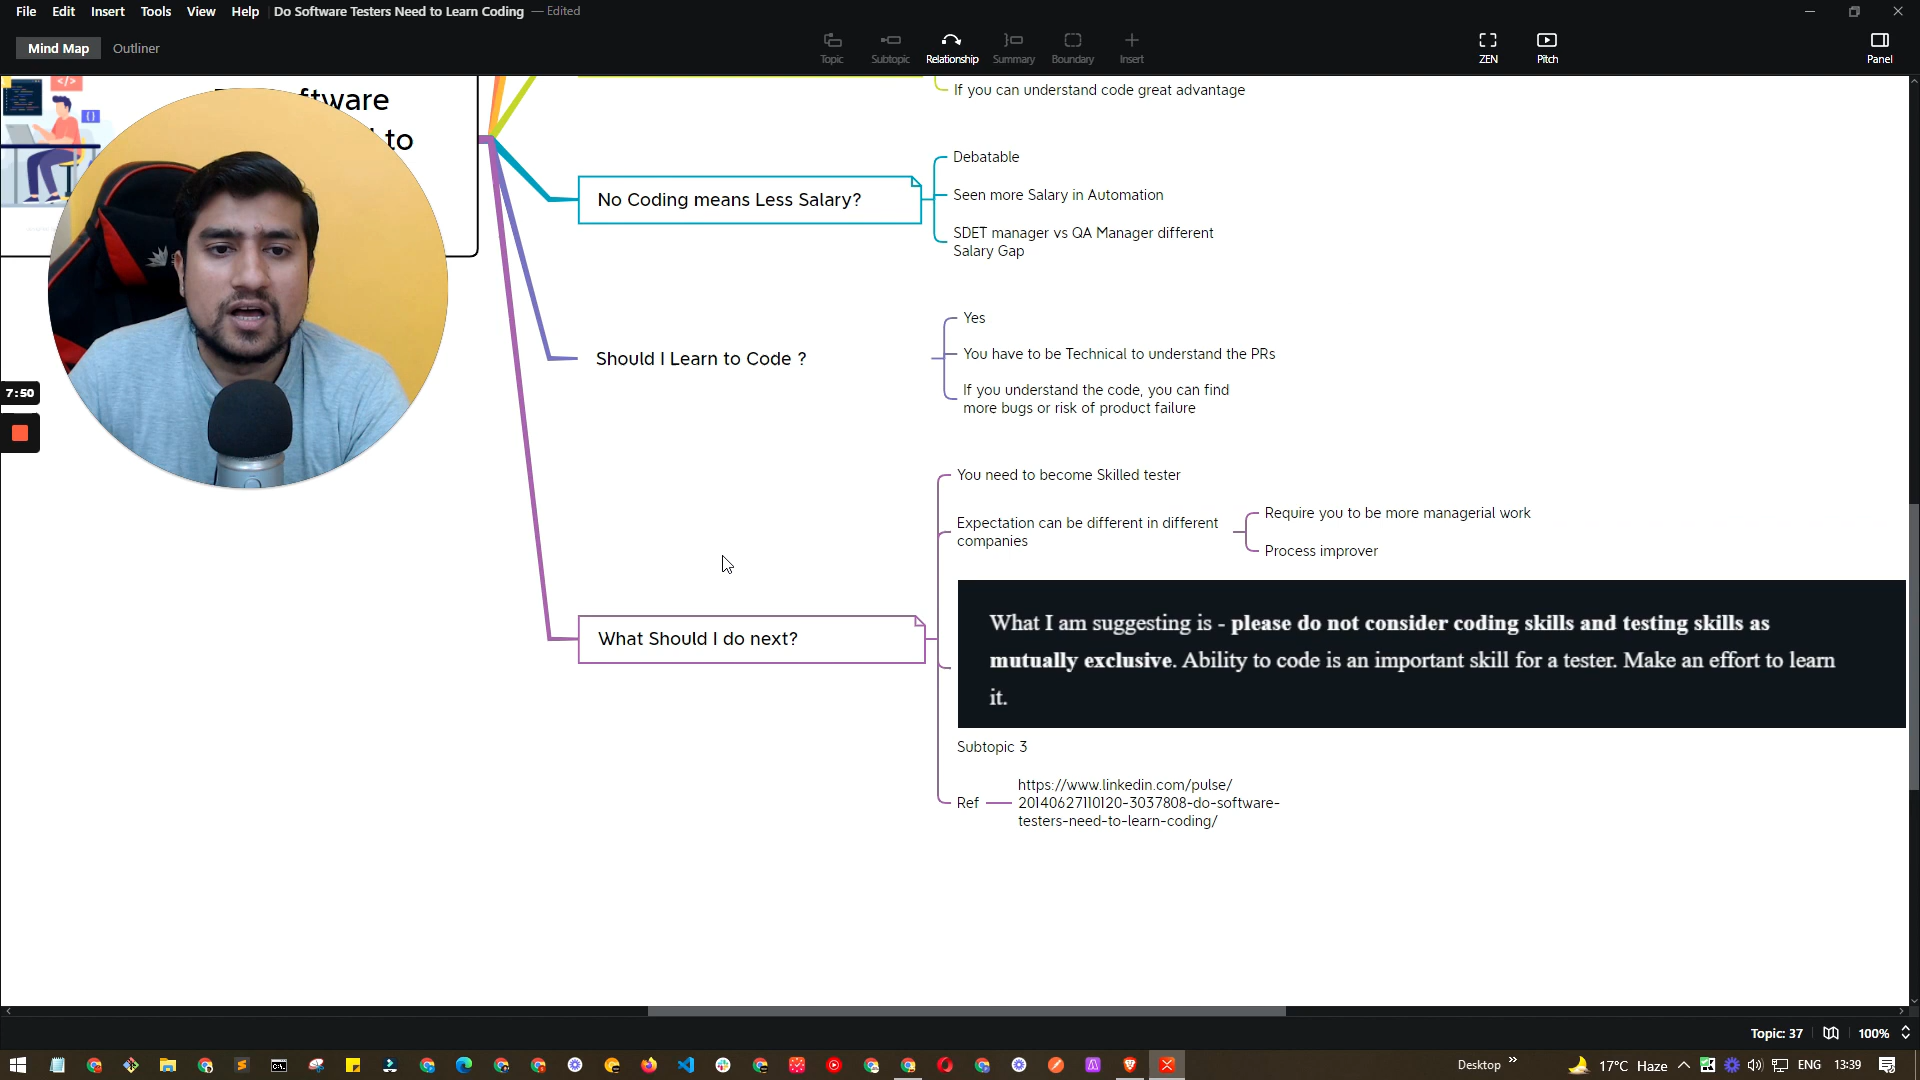 File Edit Insert Tools View Help Do Software Testers Need to Learn Coding — Edited
Mind Map Outliner
Topic Subtopic Relationship Summary Boundary Insert
ZEN Pitch Panel
</>
{}
to
If you can understand code great advantage
No Coding means Less Salary?
Debatable
Seen more Salary in Automation
SDET manager vs QA Manager different
Salary Gap
Should I Learn to Code ?
Yes
You have to be Technical to understand the PRs
If you understand the code, you can find
more bugs or risk of product failure
7:50
What Should I do next?
You need to become Skilled tester
Expectation can be different in different
companies
Require you to be more managerial work
Process improver
What I am suggesting is - please do not consider coding skills and testing skills as
mutually exclusive. Ability to code is an important skill for a tester. Make an effort to learn
it.
Subtopic 3
Ref
https://www.linkedin.com/pulse/
20140627110120-3037808-do-software-
testers-need-to-learn-coding/
Topic: 37 100%
Desktop 17°C Haze ENG 13:39